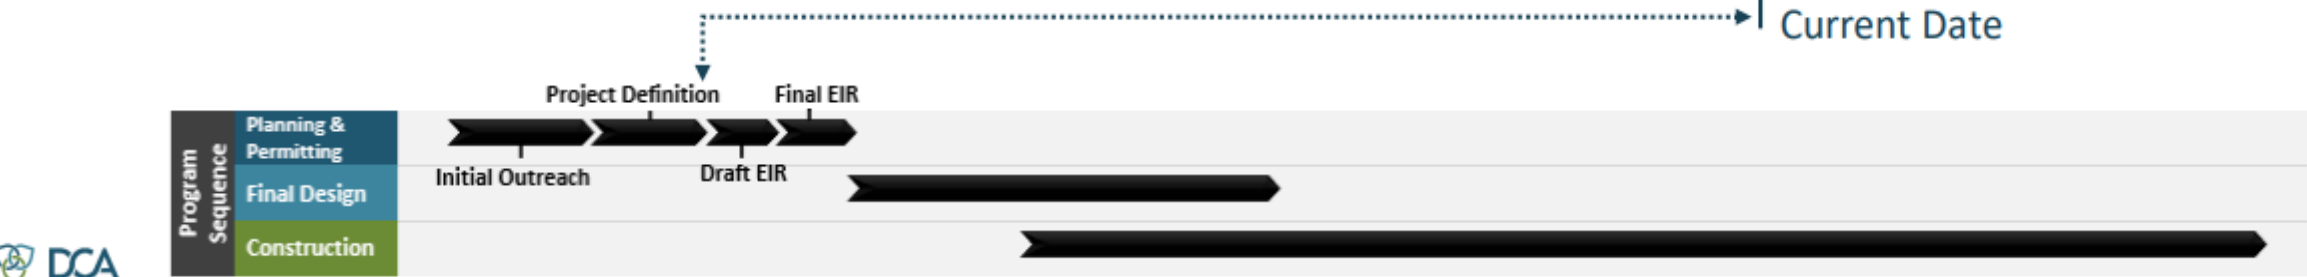 Current Date
Project Definition
Final EIR
Program
Sequence
Planning &
Permitting
Initial Outreach
Draft EIR
Final Design
Construction
DCA